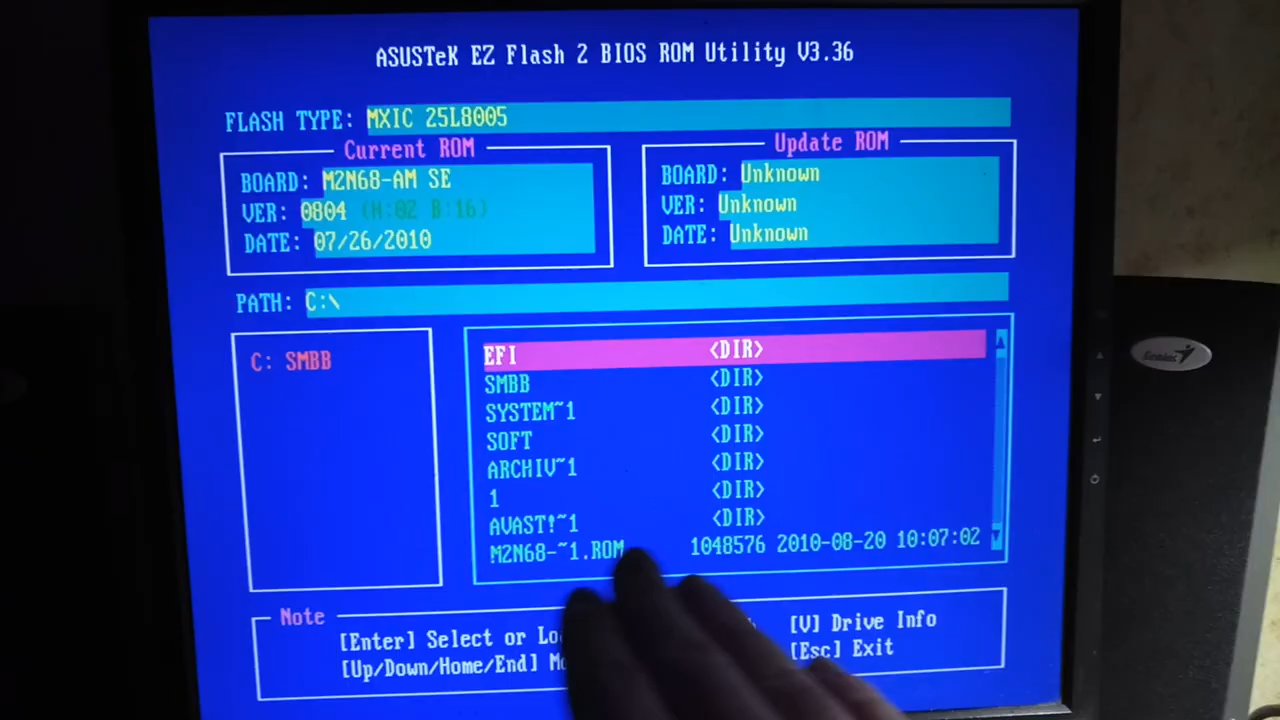 ASUSTeK EZ Flash 2 BIOS ROM Utility V3.36
FLASH TYPE: MXIC 25L8005
Current ROM
BOARD: M2N68-AM SE
VER: 0804 (H:02 B:16)
DATE: 07/26/2010
Update ROM
BOARD: Unknown
VER: Unknown
DATE: Unknown
PATH: C:\
C: SMBB
EFI <DIR>
SMBB <DIR>
SYSTEM~1 <DIR>
SOFT <DIR>
ARCHIV~1 <DIR>
1 <DIR>
AVAST!~1 <DIR>
M2N68-~1.ROM 1048576 2010-08-20 10:07:02
Note
[Enter] Select or [V] Drive Info
[Up/Down/Home/End] [Esc] Exit
Genius